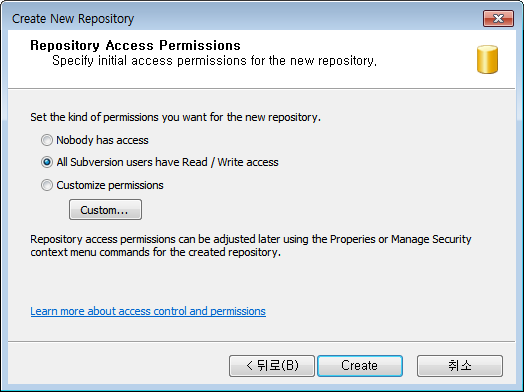 Create New Repository
Repository Access Permissions
Specify initial access permissions for the new repository.
Set the kind of permissions you want for the new repository.
Nobody has access
All Subversion users have Read / Write access
Customize permissions
Custom...
Repository access permissions can be adjusted later using the Properies or Manage Security
context menu commands for the created repository.
Learn more about access control and permissions
< 뒤로(B)
Create
취소